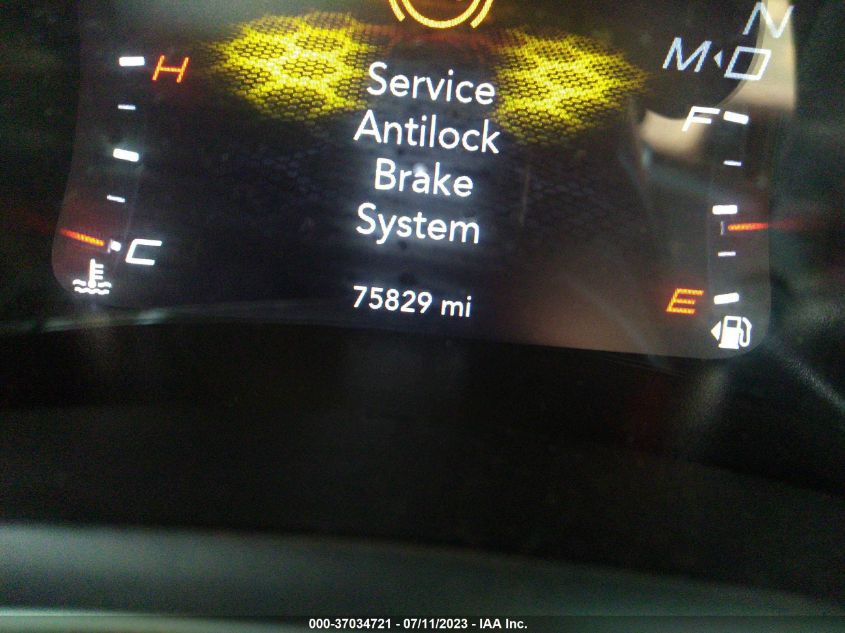 N
M D
H
F
Service
Antilock
Brake
System
C
E
75829 mi
000-37034721 - 07/11/2023 - IAA Inc.